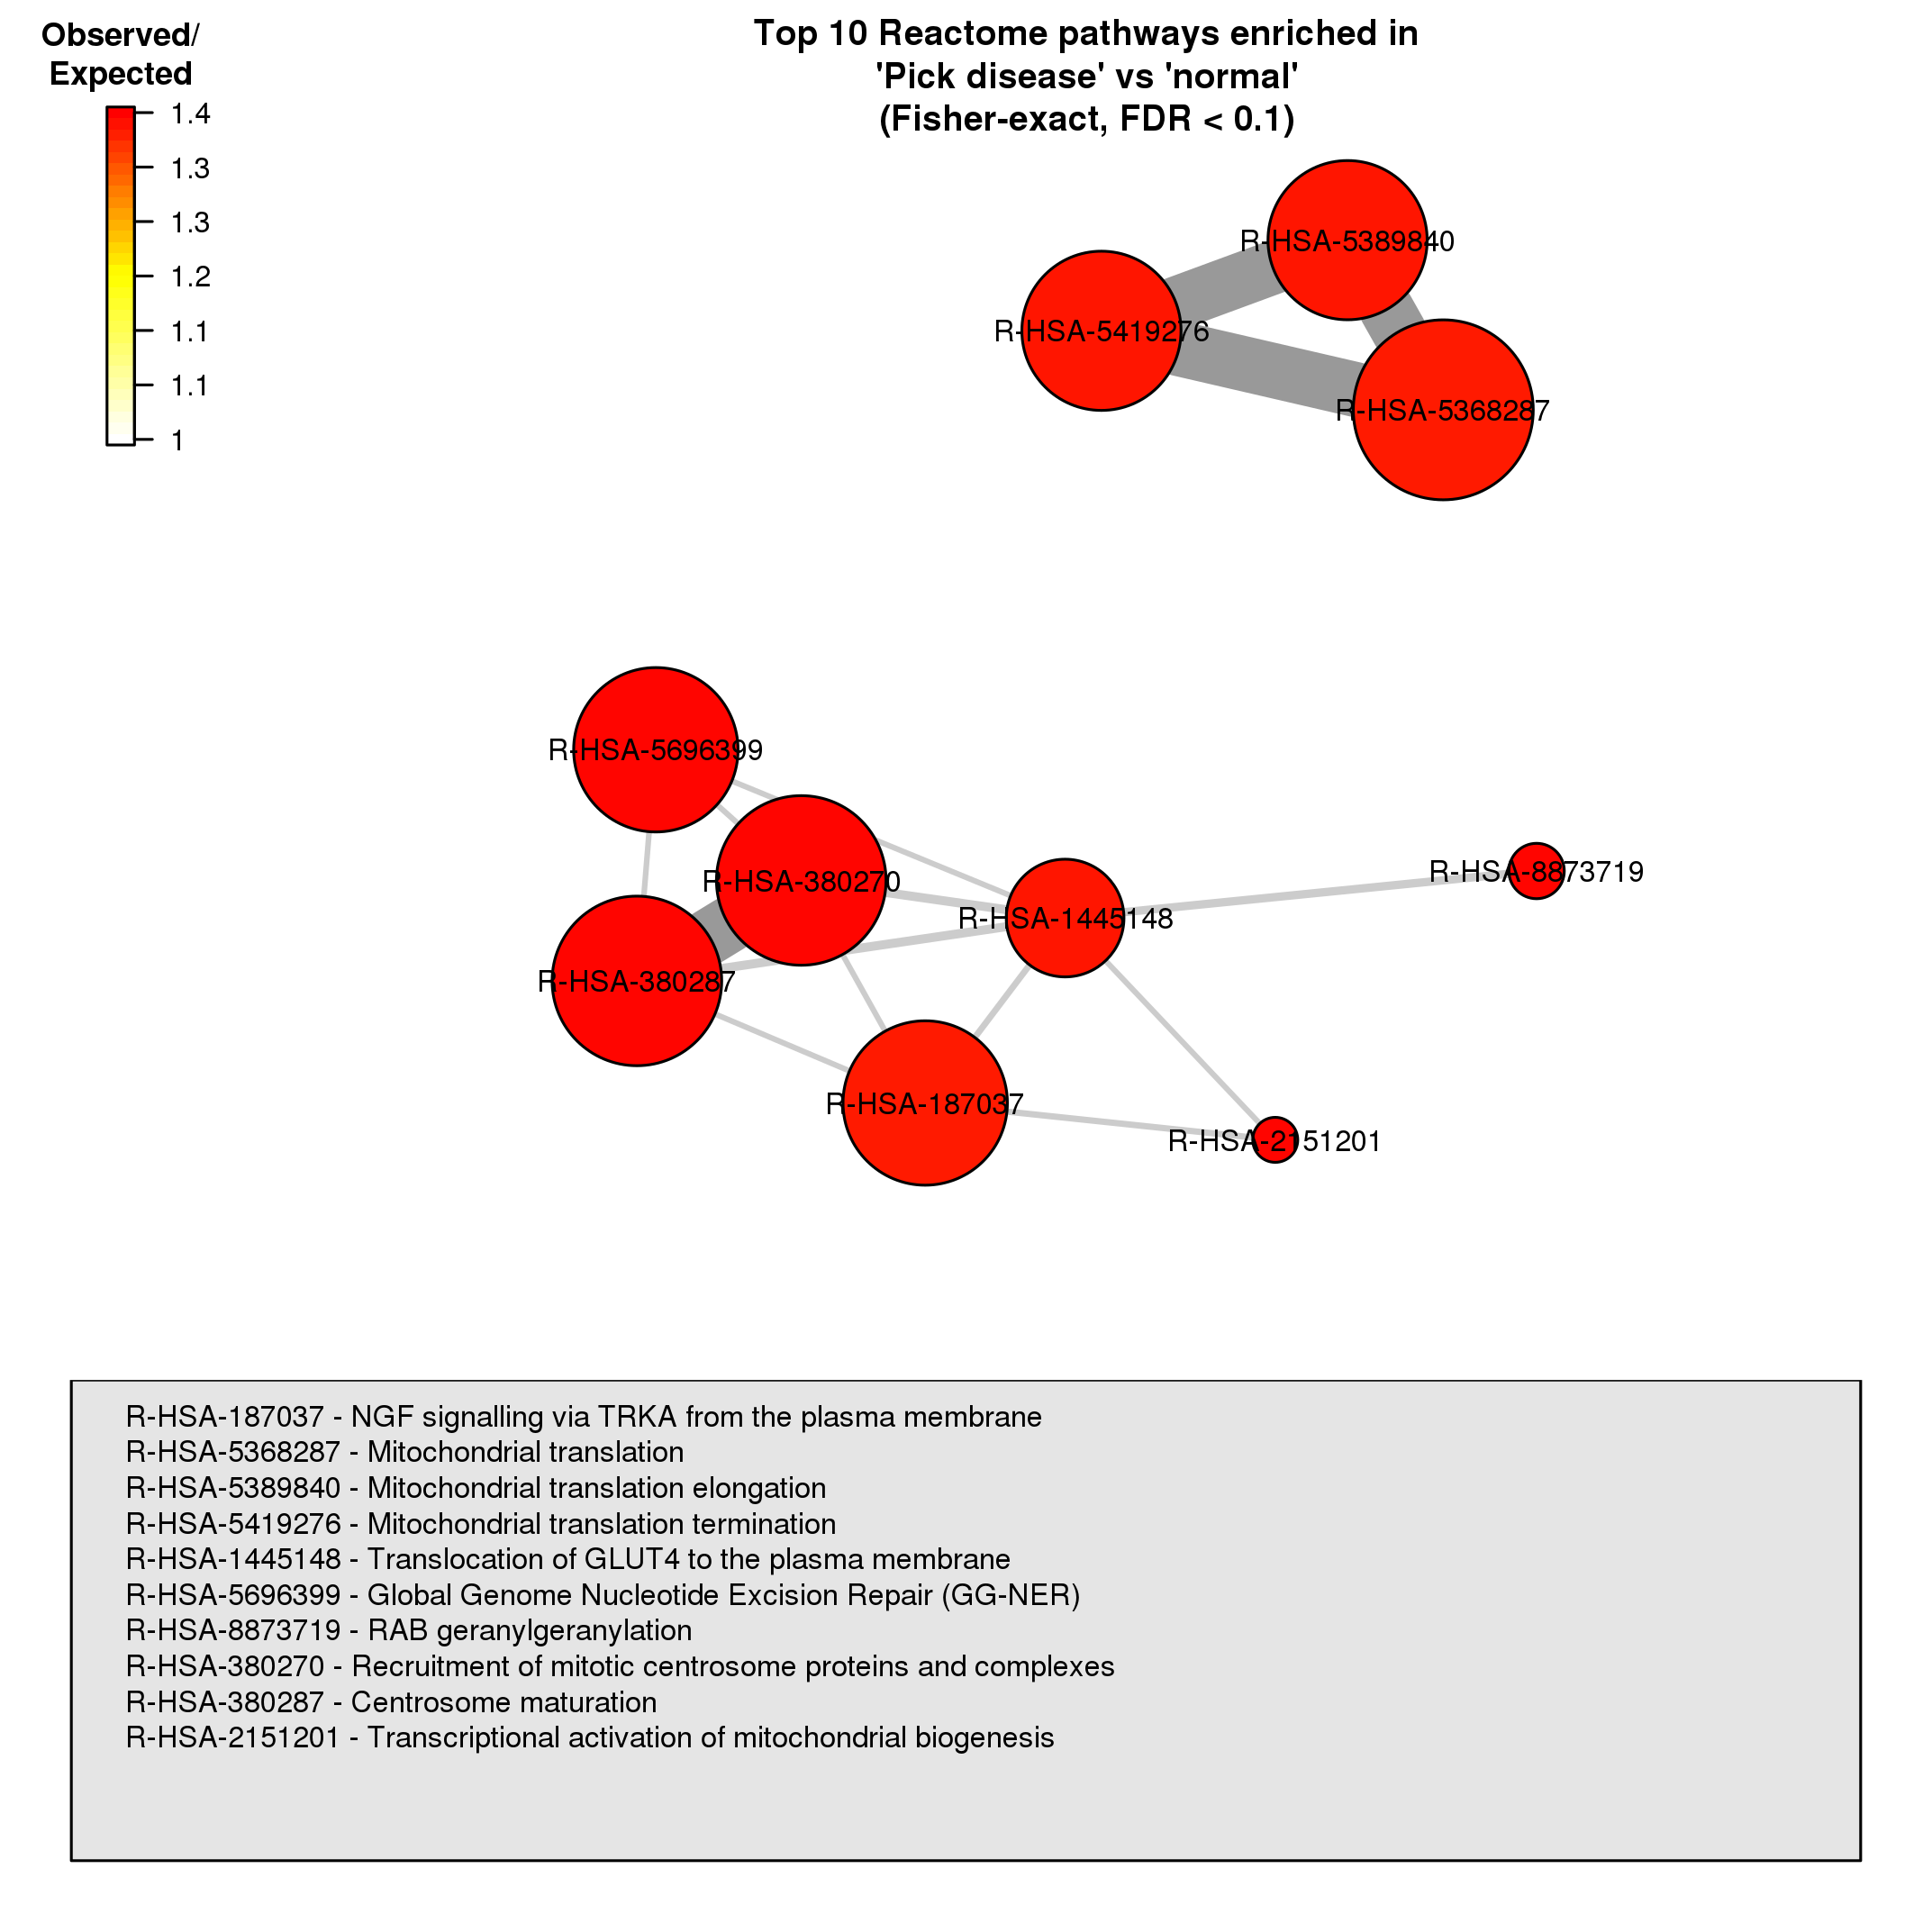 Observed/
Expected
1.4
1.3
1.3
1.2
1.1
1.1
1
Top 10 Reactome pathways enriched in
'Pick disease' vs 'normal'
(Fisher-exact, FDR < 0.1)
R-HSA-5389840
R-HSA-5419276
R-HSA-5368287
R-HSA-5696399
R-HSA-380270
R-HSA-8873719
R-HSA-1445148
R-HSA-380287
R-HSA-187037
R-HSA-2151201
R-HSA-187037 - NGF signalling via TRKA from the plasma membrane
R-HSA-5368287 - Mitochondrial translation
R-HSA-5389840 - Mitochondrial translation elongation
R-HSA-5419276 - Mitochondrial translation termination
R-HSA-1445148 - Translocation of GLUT4 to the plasma membrane
R-HSA-5696399 - Global Genome Nucleotide Excision Repair (GG-NER)
R-HSA-8873719 - RAB geranylgeranylation
R-HSA-380270 - Recruitment of mitotic centrosome proteins and complexes
R-HSA-380287 - Centrosome maturation
R-HSA-2151201 - Transcriptional activation of mitochondrial biogenesis